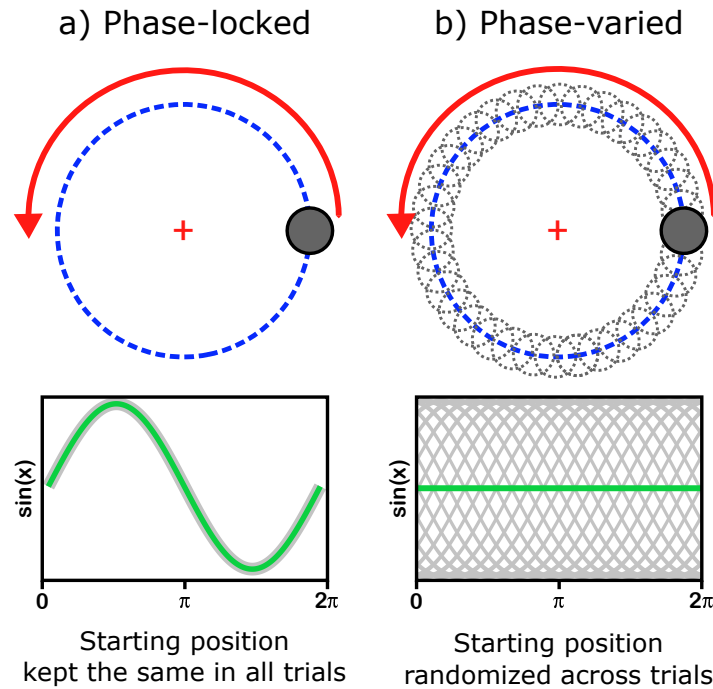 a) Phase-locked
b) Phase-varied
sin(x)
0
π
2π
sin(x)
0
π
2π
Starting position
kept the same in all trials
Starting position
randomized across trials